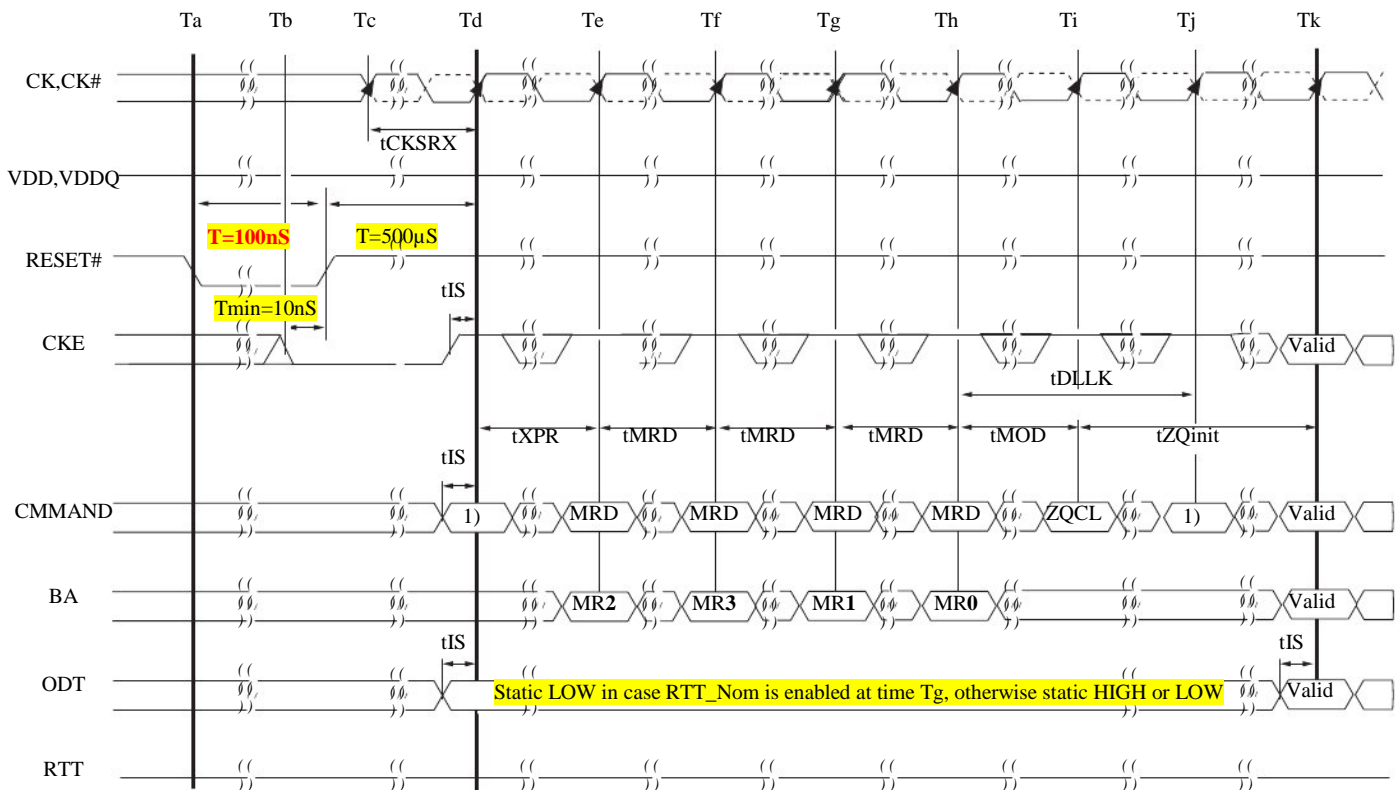 Ta Tb Tc Td Te Tf Tg Th Ti Tj Tk
CK,CK#
tCKSRX
VDD,VDDQ
T=100nS T=500µS
RESET#
Tmin=10nS tIS
CKE Valid
tDLLK
tXPR tMRD tMRD tMRD tMOD tZQinit
tIS
CMMAND 1) MRD MRD MRD MRD ZQCL 1) Valid
BA MR2 MR3 MR1 MR0 Valid
tIS tIS
ODT Static LOW in case RTT_Nom is enabled at time Tg, otherwise static HIGH or LOW Valid
RTT